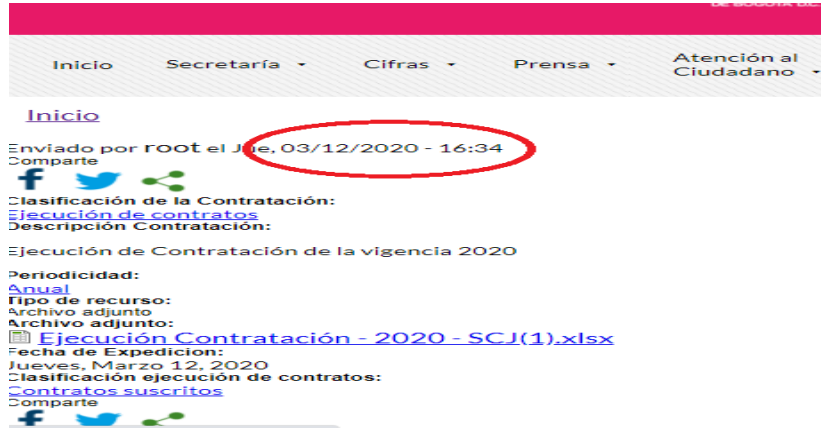 DE BOGOTÁ D.C.
Inicio Secretaría Cifras Prensa Atención al Ciudadano
Inicio
Enviado por root el Jue, 03/12/2020 - 16:34
Comparte
Clasificación de la Contratación:
Ejecución de contratos
Descripción Contratación:
Ejecución de Contratación de la vigencia 2020
Periodicidad:
Anual
Tipo de recurso:
Archivo adjunto
Archivo adjunto:
Ejecución Contratación - 2020 - SCJ(1).xlsx
Fecha de Expedicion:
Jueves, Marzo 12, 2020
Clasificación ejecución de contratos:
Contratos suscritos
Comparte